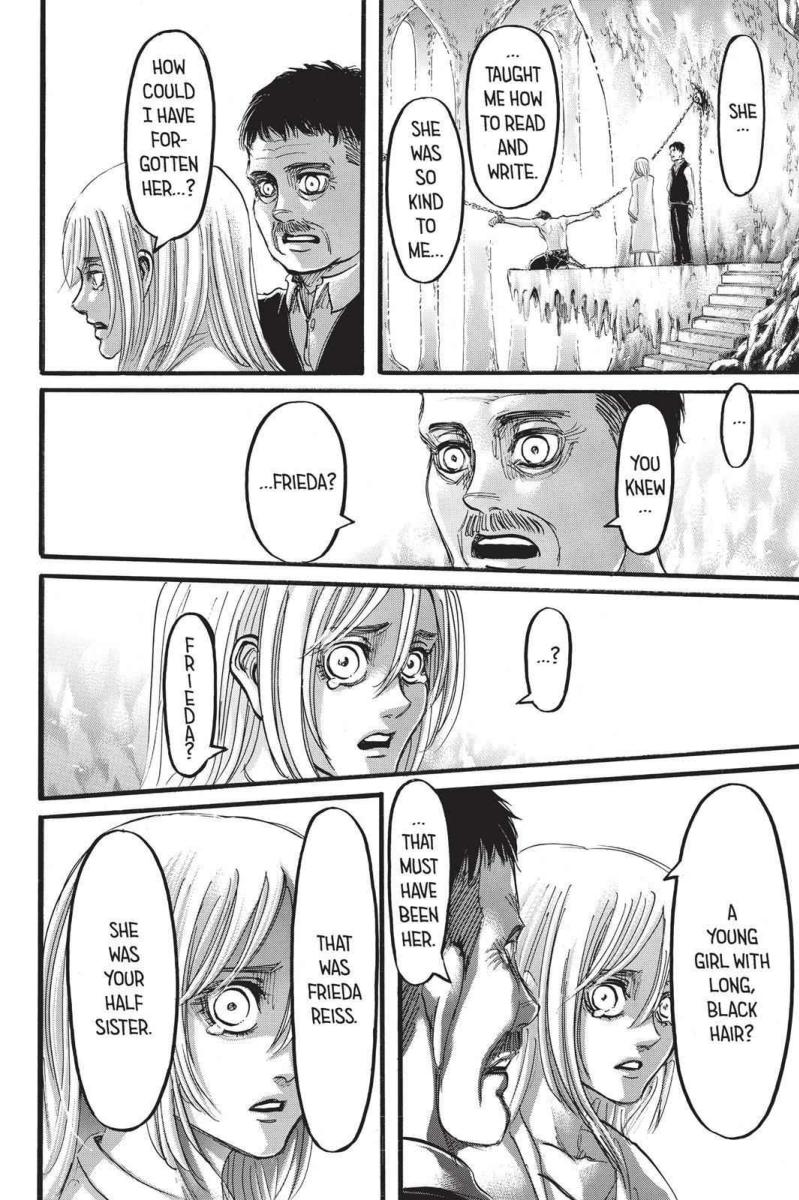 SHE
...
...
TAUGHT
ME HOW
TO READ
AND
WRITE.
SHE
WAS
SO
KIND
TO
ME...
HOW
COULD
I HAVE
FOR-
GOTTEN
HER...?
...
YOU
KNEW
...
...FRIEDA?
...?
FRIEDA?
A
YOUNG
GIRL WITH
LONG,
BLACK
HAIR?
...
THAT
MUST
HAVE
BEEN
HER.
THAT
WAS
FRIEDA
REISS.
SHE
WAS
YOUR
HALF
SISTER.